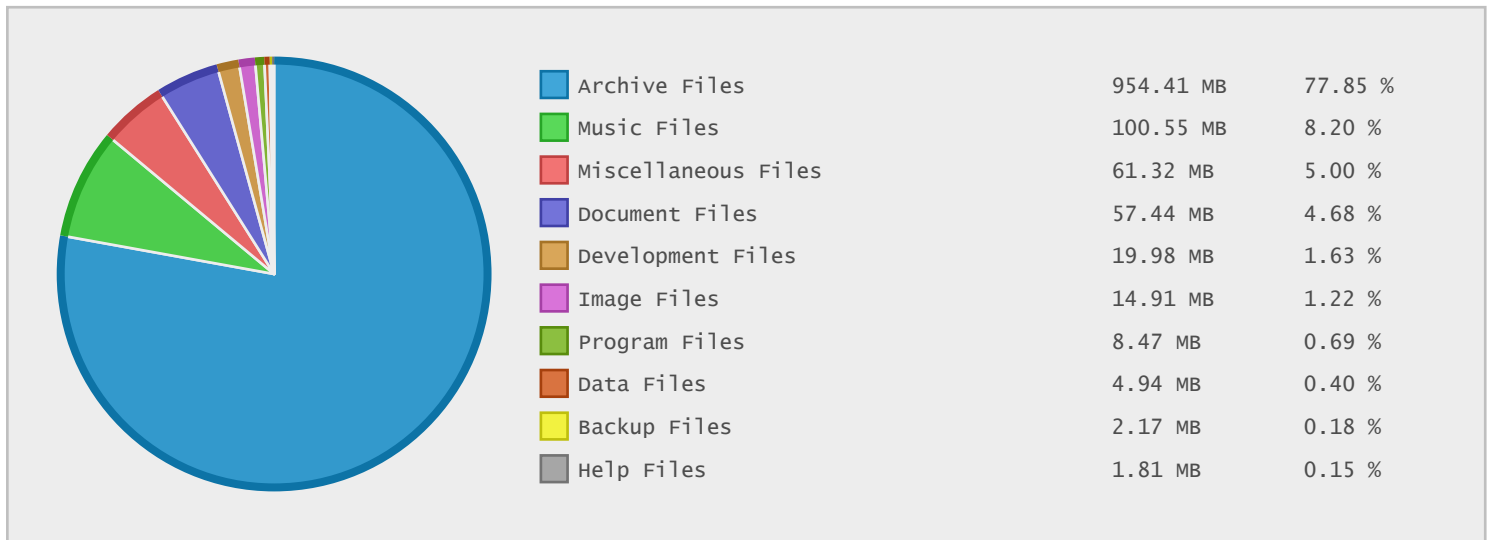 Archive Files 954.41 MB 77.85 %
Music Files 100.55 MB 8.20 %
Miscellaneous Files 61.32 MB 5.00 %
Document Files 57.44 MB 4.68 %
Development Files 19.98 MB 1.63 %
Image Files 14.91 MB 1.22 %
Program Files 8.47 MB 0.69 %
Data Files 4.94 MB 0.40 %
Backup Files 2.17 MB 0.18 %
Help Files 1.81 MB 0.15 %